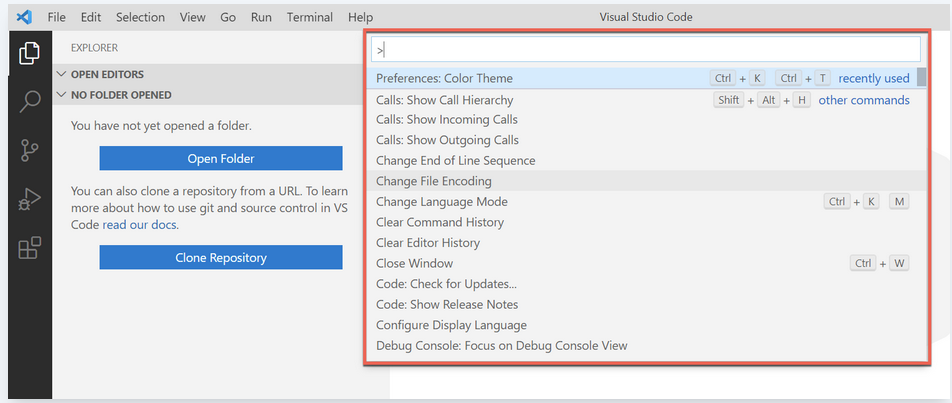 File Edit Selection View Go Run Terminal Help Visual Studio Code
EXPLORER
OPEN EDITORS
NO FOLDER OPENED
You have not yet opened a folder.
Open Folder
You can also clone a repository from a URL. To learn
more about how to use git and source control in VS
Code read our docs.
Clone Repository
>
Preferences: Color Theme Ctrl + K Ctrl + T recently used
Calls: Show Call Hierarchy Shift + Alt + H other commands
Calls: Show Incoming Calls
Calls: Show Outgoing Calls
Change End of Line Sequence
Change File Encoding
Change Language Mode Ctrl + K M
Clear Command History
Clear Editor History
Close Window Ctrl + W
Code: Check for Updates...
Code: Show Release Notes
Configure Display Language
Debug Console: Focus on Debug Console View